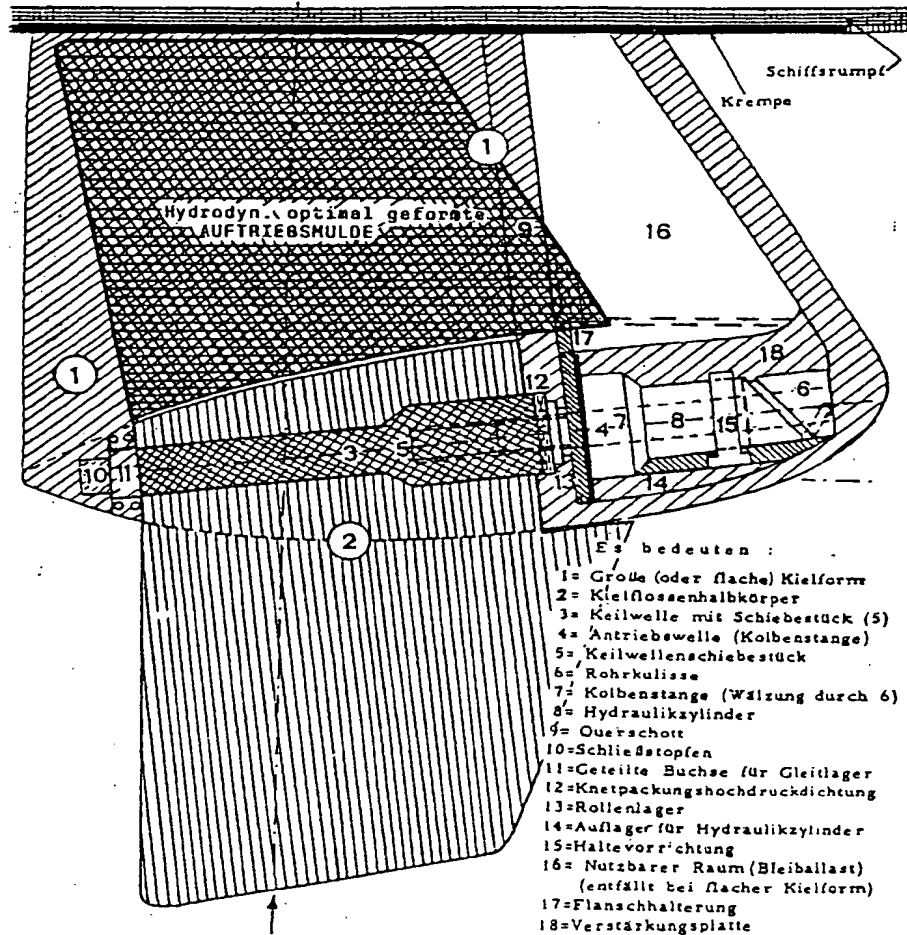 Schiffsrumpf
Krempe
1
Hydrodyn. optimal geformte
AUFTRIEBSMULDE
9
16
17
18
1
12
6
4
7
8
15
3
5
10
11
13
14
2
Es bedeuten :
1= Große (oder flache) Kielform
2= Kielflossenhalbkörper
3= Keilwelle mit Schiebestück (5)
4= Antriebswelle (Kolbenstange)
5= Keilwellenschiebestück
6= Rohrkulisse
7= Kolbenstange (Wälzung durch 6)
8= Hydraulikzylinder
9= Querschott
10=Schließstopfen
11=Geteilte Buchse für Gleitlager
12=Knetpackungshochdruckdichtung
13=Rollenlager
14=Auflager für Hydraulikzylinder
15=Haltevorrichtung
16= Nutzbarer Raum (Bleiballast)
(entfällt bei flacher Kielform)
17=Flanschhalterung
18=Verstärkungsplatte